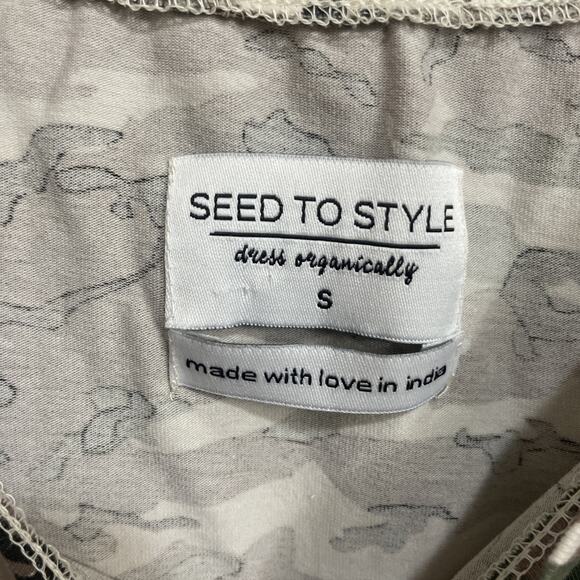 SEED TO STYLE
dress organically
S
made with love in india